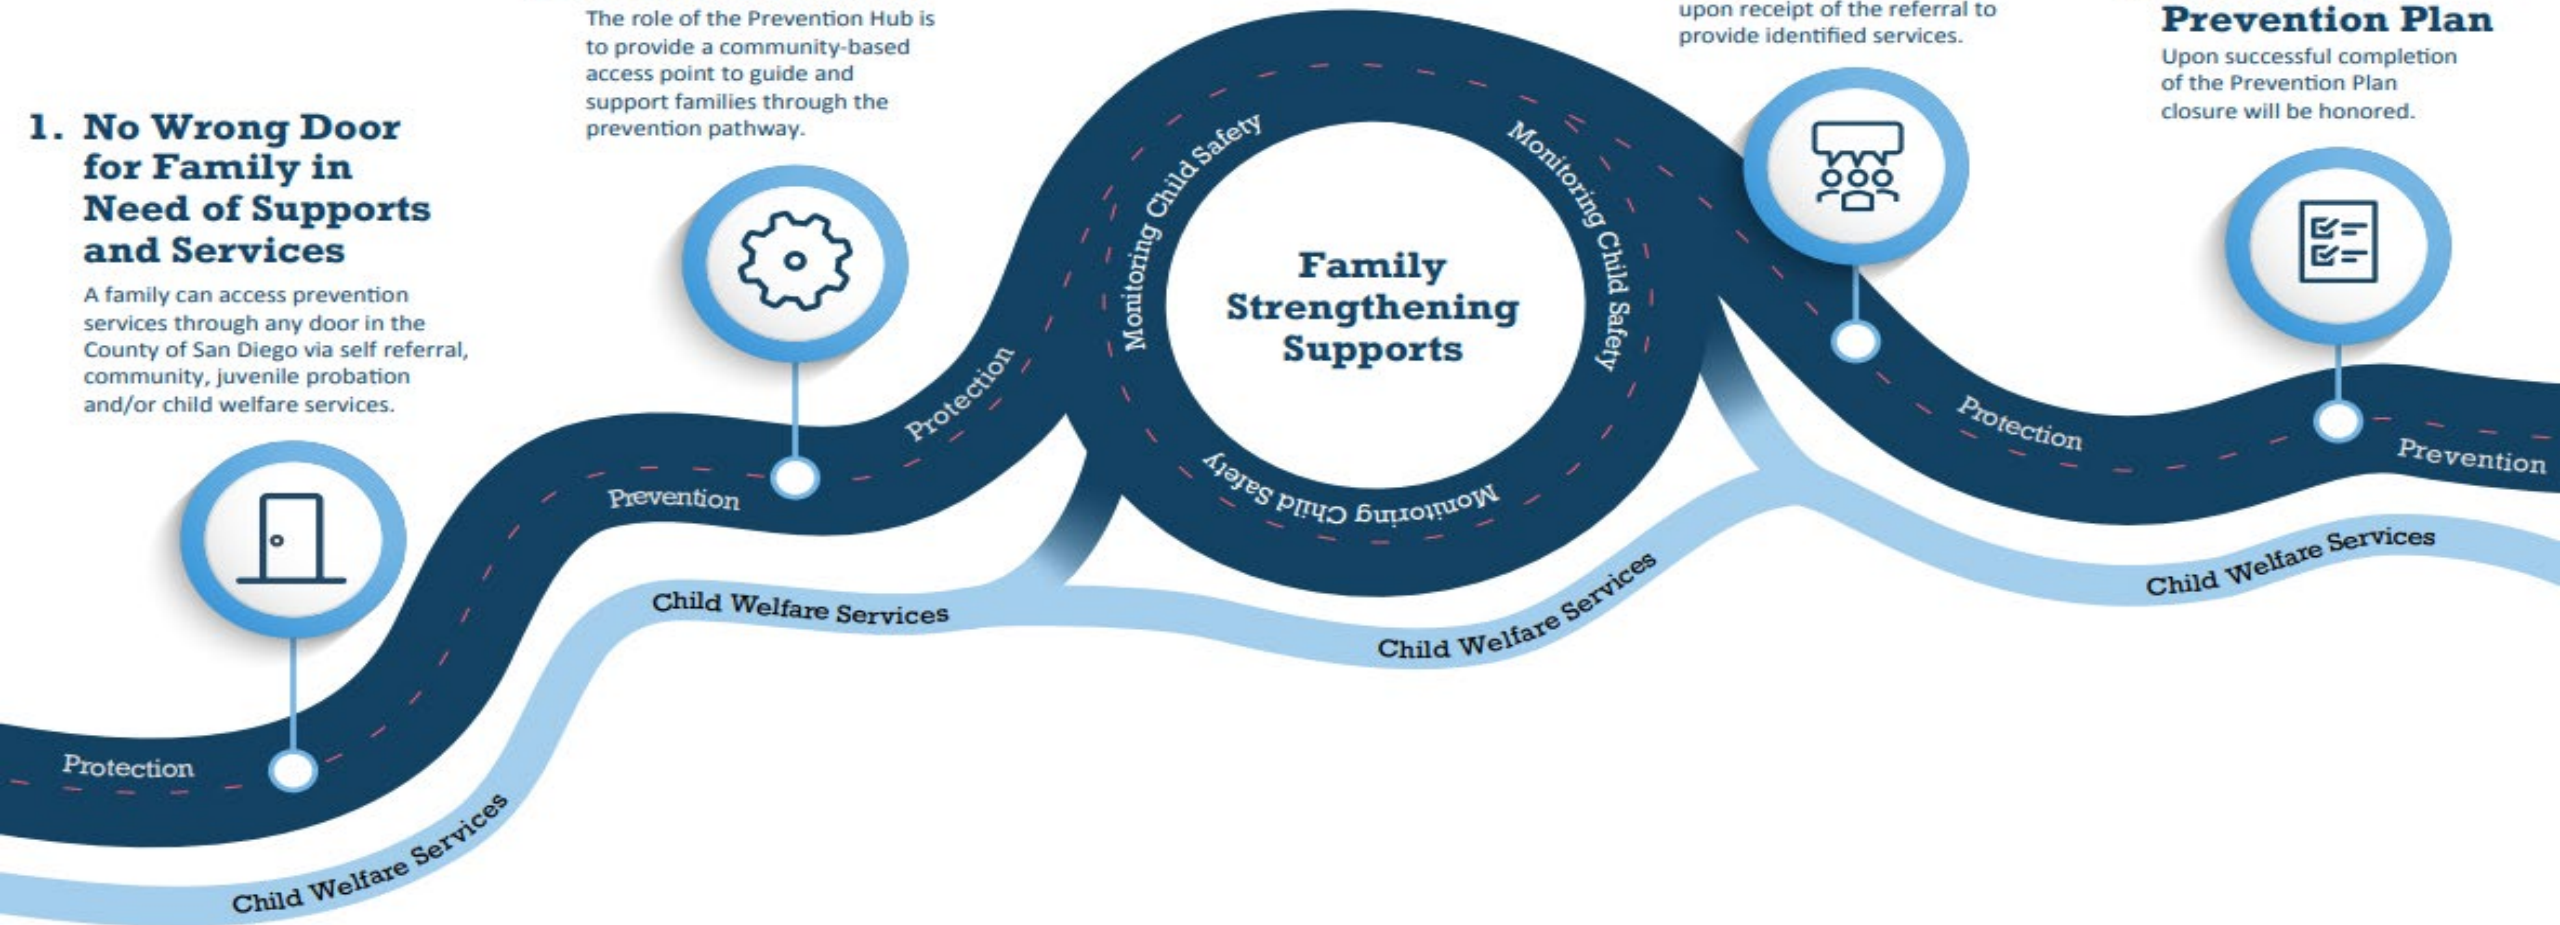 The role of the Prevention Hub is
to provide a community-based
access point to guide and
support families through the
prevention pathway.
upon receipt of the referral to
provide identified services.
Prevention Plan
Upon successful completion
of the Prevention Plan
closure will be honored.
1. No Wrong Door
for Family in
Need of Supports
and Services
A family can access prevention
services through any door in the
County of San Diego via self referral,
community, juvenile probation
and/or child welfare services.
Family
Strengthening
Supports
Monitoring Child Safety
Monitoring Child Safety
Monitoring Child Safety
Protection
Prevention
Protection
Protection
Prevention
Child Welfare Services
Child Welfare Services
Child Welfare Services
Child Welfare Services